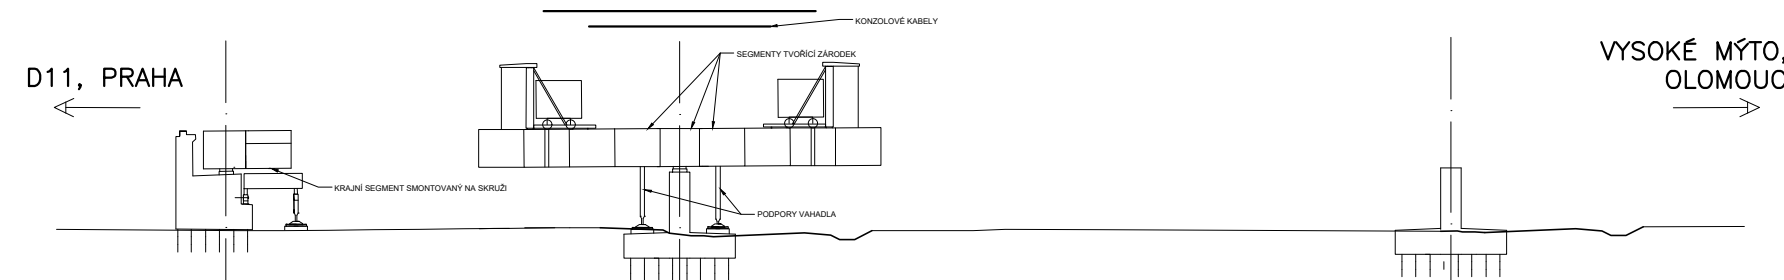 KONZOLOVÉ KABELY
SEGMENTY TVOŘÍCÍ ZÁRODEK
VYSOKÉ MÝTO,
OLOMOUC
D11, PRAHA
KRAJNÍ SEGMENT SMONTOVANÝ NA SKRUŽI
PODPORY VAHADLA